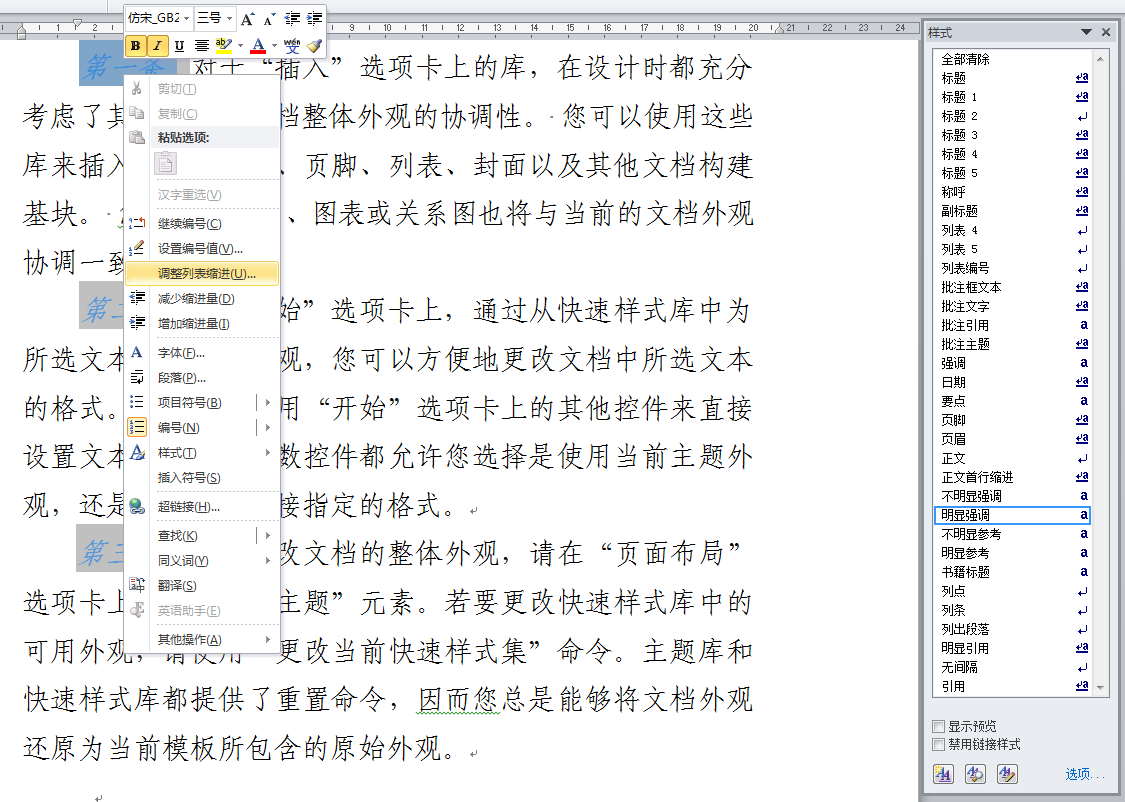 仿宋_GB2 三号
B I U
1 2 9 10 11 12 13 14 15 16 17 18 19 20 21 22 23 24
第一条 对于“插入”选项卡上的库，在设计时都充分
考虑了其 档整体外观的协调性。您可以使用这些
库来插入 、页脚、列表、封面以及其他文档构建
基块。 、图表或关系图也将与当前的文档外观
协调一致
第二 始”选项卡上，通过从快速样式库中为
所选文本 观，您可以方便地更改文档中所选文本
的格式。 用“开始”选项卡上的其他控件来直接
设置文本 数控件都允许您选择是使用当前主题外
观，还是 接指定的格式。
第三 改文档的整体外观，请在“页面布局”
选项卡上 主题”元素。若要更改快速样式库中的
可用外观，请使用“更改当前快速样式集”命令。主题库和
快速样式库都提供了重置命令，因而您总是能够将文档外观
还原为当前模板所包含的原始外观。
剪切(T)
复制(C)
粘贴选项:
汉字重选(V)
继续编号(C)
设置编号值(V)...
调整列表缩进(U)...
减少缩进量(D)
增加缩进量(I)
字体(F)...
段落(P)...
项目符号(B)
编号(N)
样式(T)
插入符号(S)
超链接(H)...
查找(K)
同义词(Y)
翻译(S)
英语助手(E)
其他操作(A)
样式
全部清除
标题
标题 1
标题 2
标题 3
标题 4
标题 5
称呼
副标题
列表 4
列表 5
列表编号
批注框文本
批注文字
批注引用
批注主题
强调
日期
要点
页脚
页眉
正文
正文首行缩进
不明显强调
明显强调
不明显参考
明显参考
书籍标题
列点
列条
列出段落
明显引用
无间隔
引用
显示预览
禁用链接样式
选项...